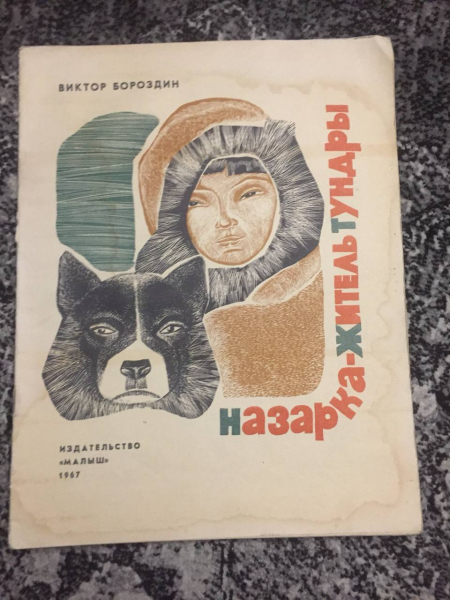 ВИКТОР БОРОЗДИН
Назарка-житель тундры
ИЗДАТЕЛЬСТВО
«МАЛЫШ»
1967